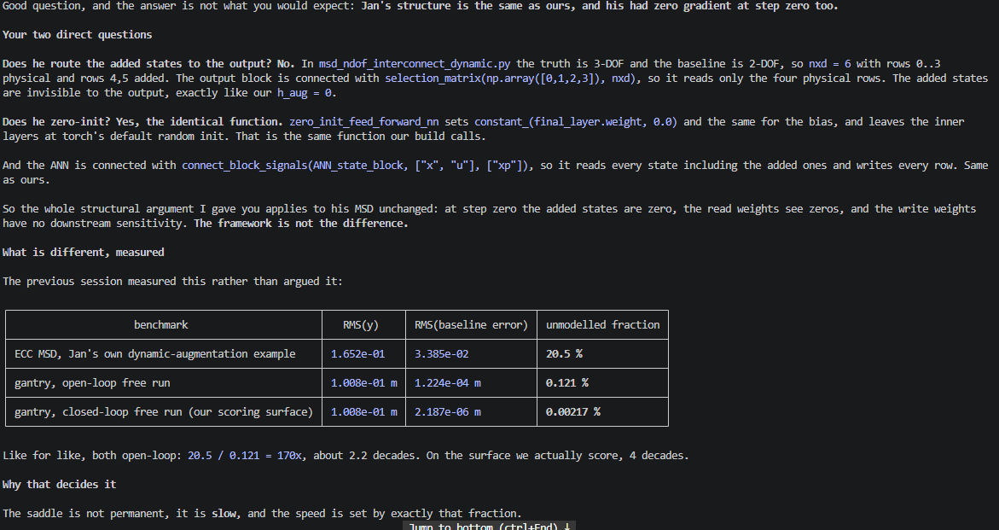 Good question, and the answer is not what you would expect: Jan's structure is the same as ours, and his had zero gradient at step zero too.
Your two direct questions
Does he route the added states to the output? No. In msd_ndof_interconnect_dynamic.py the truth is 3-DOF and the baseline is 2-DOF, so nxd = 6 with rows 0..3
physical and rows 4,5 added. The output block is connected with selection_matrix(np.array([0,1,2,3]), nxd), so it reads only the four physical rows. The added states
are invisible to the output, exactly like our h_aug = 0.
Does he zero-init? Yes, the identical function. zero_init_feed_forward_nn sets constant_(final_layer.weight, 0.0) and the same for the bias, and leaves the inner
layers at torch's default random init. That is the same function our build calls.
And the ANN is connected with connect_block_signals(ANN_state_block, ["x", "u"], ["xp"]), so it reads every state including the added ones and writes every row. Same
as ours.
So the whole structural argument I gave you applies to his MSD unchanged: at step zero the added states are zero, the read weights see zeros, and the write weights
have no downstream sensitivity. The framework is not the difference.
What is different, measured
The previous session measured this rather than argued it:
benchmark RMS(y) RMS(baseline error) unmodelled fraction
ECC MSD, Jan's own dynamic-augmentation example 1.652e-01 3.385e-02 20.5 %
gantry, open-loop free run 1.008e-01 m 1.224e-04 m 0.121 %
gantry, closed-loop free run (our scoring surface) 1.008e-01 m 2.187e-06 m 0.00217 %
Like for like, both open-loop: 20.5 / 0.121 = 170x, about 2.2 decades. On the surface we actually score, 4 decades.
Why that decides it
The saddle is not permanent, it is slow, and the speed is set by exactly that fraction.
Jump to bottom (ctrl+End) ↓